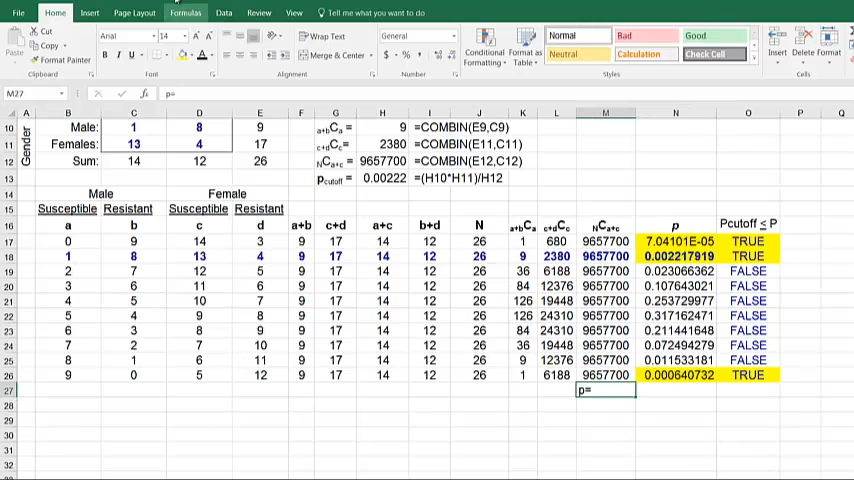 File Home Insert Page Layout Formulas Data Review View Tell me what you want to do
Cut Arial 14 A A Wrap Text General Normal Bad Good
Paste Copy Format Painter B I U A Merge & Center $ % , Conditional Formatting Format as Table Neutral Calculation Check Cell Insert Delete Format
Clipboard Font Alignment Number Styles Cells
M27 fx p=
A B C D E F G H I J K L M N O P Q
10 Gender Male: 1 8 9 a+bCa = 9 =COMBIN(E9,C9)
11 Females: 13 4 17 c+dCc= 2380 =COMBIN(E11,C11)
12 Sum: 14 12 26 NCa+c = 9657700 =COMBIN(E12,C12)
13 pcutoff = 0.00222 =(H10*H11)/H12
14 Male Female
15 Susceptible Resistant Susceptible Resistant
16 a b c d a+b c+d a+c b+d N a+bCa c+dCc NCa+c p Pcutoff ≤ P
17 0 9 14 3 9 17 14 12 26 1 680 9657700 7.04101E-05 TRUE
18 1 8 13 4 9 17 14 12 26 9 2380 9657700 0.002217919 TRUE
19 2 7 12 5 9 17 14 12 26 36 6188 9657700 0.023066362 FALSE
20 3 6 11 6 9 17 14 12 26 84 12376 9657700 0.107643021 FALSE
21 4 5 10 7 9 17 14 12 26 126 19448 9657700 0.253729977 FALSE
22 5 4 9 8 9 17 14 12 26 126 24310 9657700 0.317162471 FALSE
23 6 3 8 9 9 17 14 12 26 84 24310 9657700 0.211441648 FALSE
24 7 2 7 10 9 17 14 12 26 36 19448 9657700 0.072494279 FALSE
25 8 1 6 11 9 17 14 12 26 9 12376 9657700 0.011533181 FALSE
26 9 0 5 12 9 17 14 12 26 1 6188 9657700 0.000640732 TRUE
27 p=
28
29
30
31
32